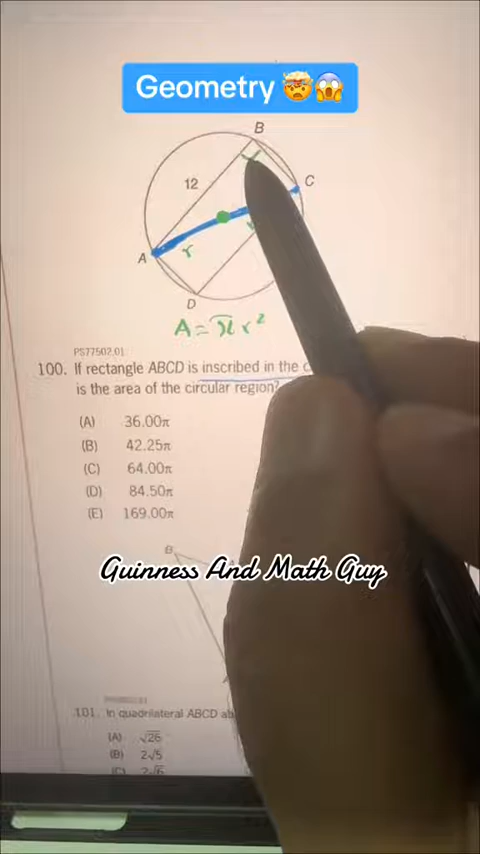 Geometry 🤯😱
B
12
C
A
r
D
A = πr²
PS77502.01
100. If rectangle ABCD is inscribed in the
is the area of the circular region?
(A) 36.00π
(B) 42.25π
(C) 64.00π
(D) 84.50π
(E) 169.00π
B
Guinness And Math Guy
101. In quadrilateral ABCD
(A) √26
(B) 2√5
(C) 2√6